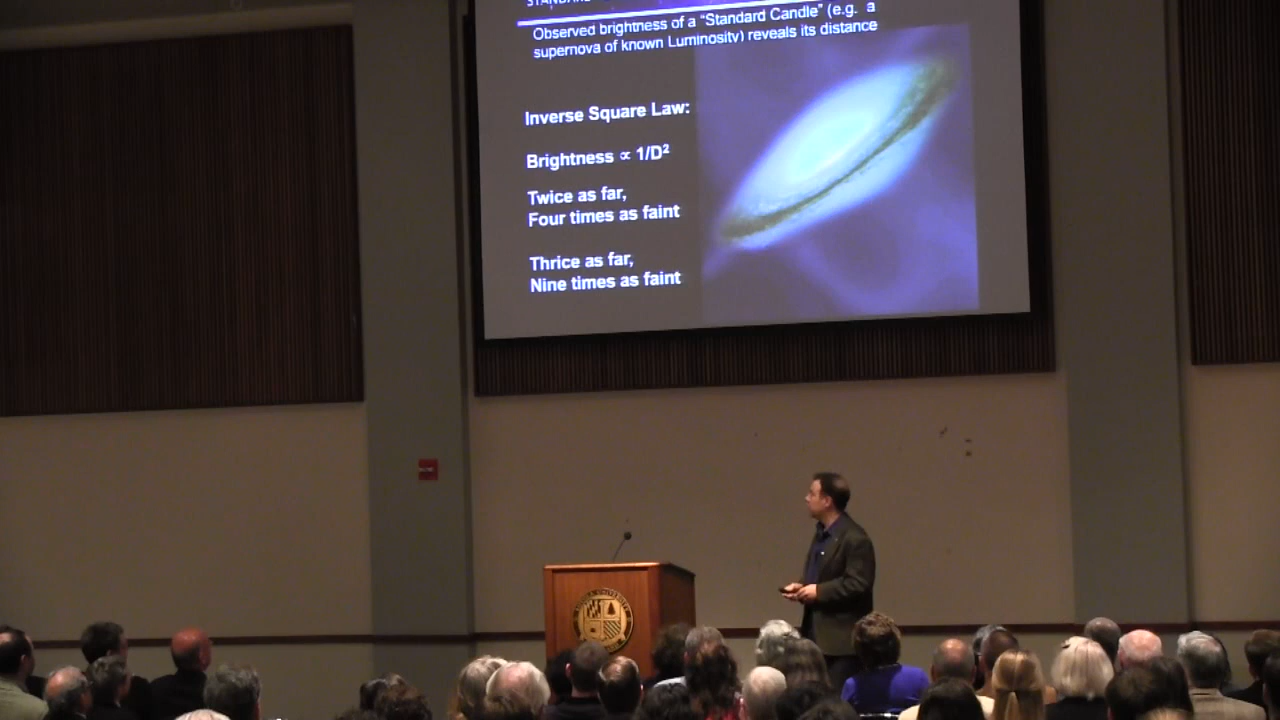 Observed brightness of a "Standard Candle" (e.g. a
supernova of known Luminosity) reveals its distance
Inverse Square Law:
Brightness ∝ 1/D²
Twice as far,
Four times as faint
Thrice as far,
Nine times as faint